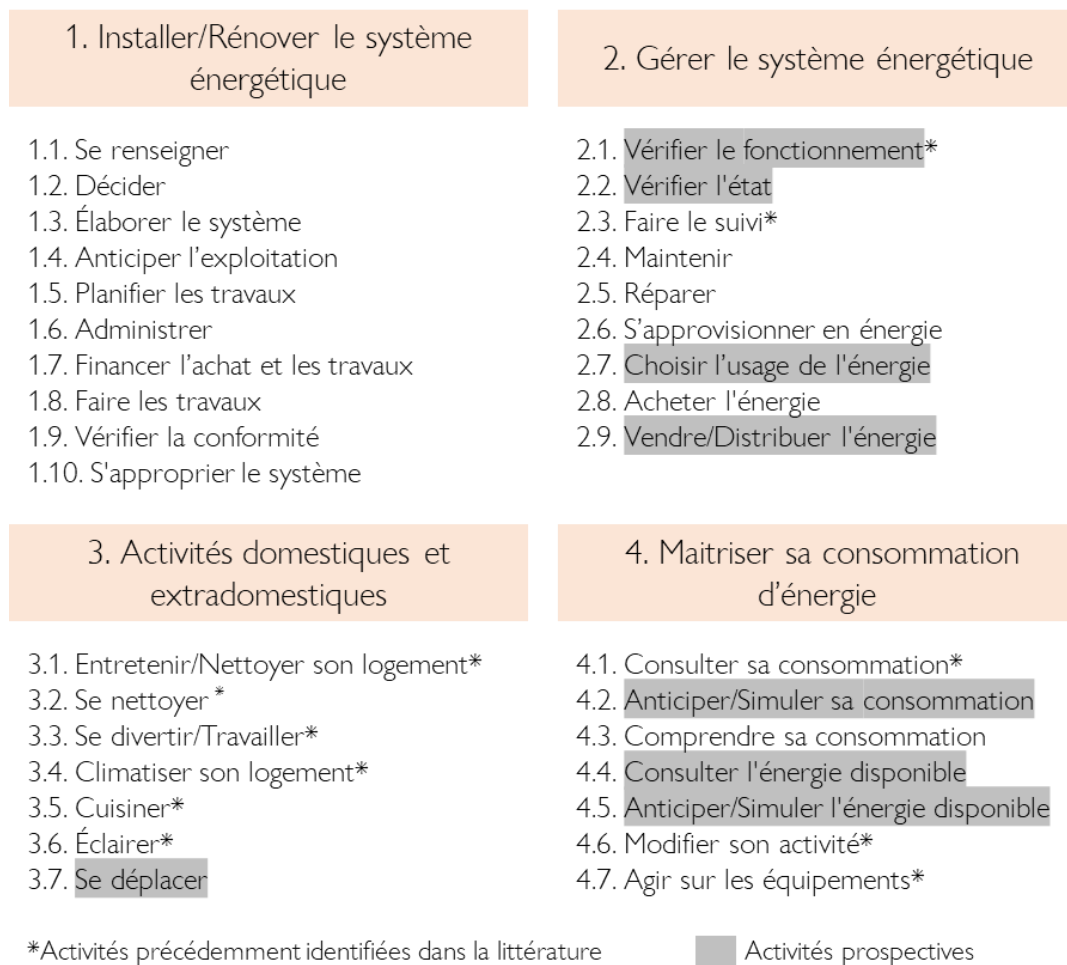 1. Installer/Rénover le système
énergétique
1.1. Se renseigner
1.2. Décider
1.3. Élaborer le système
1.4. Anticiper l’exploitation
1.5. Planifier les travaux
1.6. Administrer
1.7. Financer l’achat et les travaux
1.8. Faire les travaux
1.9. Vérifier la conformité
1.10. S'approprier le système
2. Gérer le système énergétique
2.1. Vérifier le fonctionnement*
2.2. Vérifier l'état
2.3. Faire le suivi*
2.4. Maintenir
2.5. Réparer
2.6. S’approvisionner en énergie
2.7. Choisir l’usage de l'énergie
2.8. Acheter l'énergie
2.9. Vendre/Distribuer l'énergie
3. Activités domestiques et
extradomestiques
3.1. Entretenir/Nettoyer son logement*
3.2. Se nettoyer*
3.3. Se divertir/Travailler*
3.4. Climatiser son logement*
3.5. Cuisiner*
3.6. Éclairer*
3.7. Se déplacer
4. Maitriser sa consommation
d’énergie
4.1. Consulter sa consommation*
4.2. Anticiper/Simuler sa consommation
4.3. Comprendre sa consommation
4.4. Consulter l'énergie disponible
4.5. Anticiper/Simuler l'énergie disponible
4.6. Modifier son activité*
4.7. Agir sur les équipements*
*Activités précédemment identifiées dans la littérature
Activités prospectives